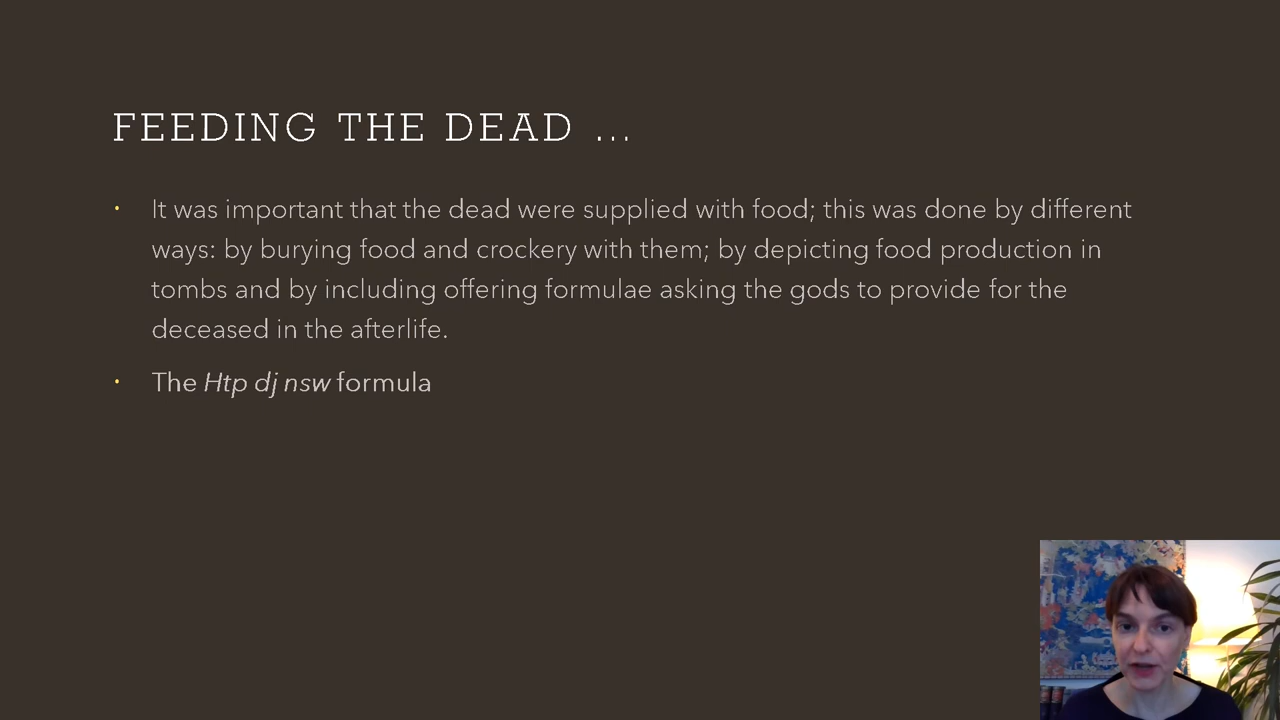 FEEDING THE DEAD ...
• It was important that the dead were supplied with food; this was done by different
ways: by burying food and crockery with them; by depicting food production in
tombs and by including offering formulae asking the gods to provide for the
deceased in the afterlife.
• The Htp dj nsw formula